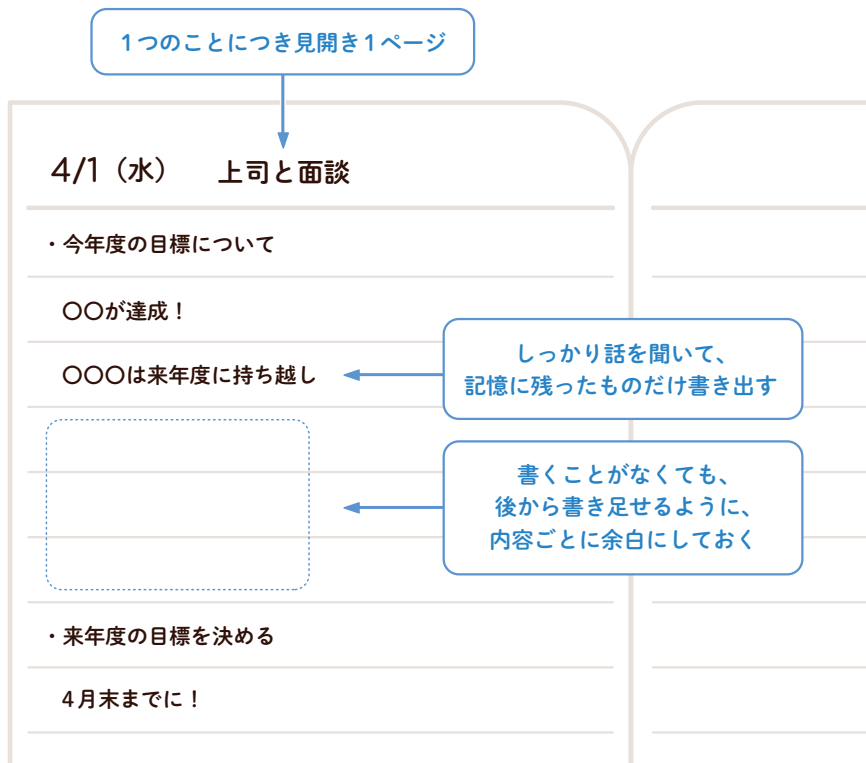 1つのことにつき見開き1ページ
4/1（水）　上司と面談
・今年度の目標について
〇〇が達成！
〇〇〇は来年度に持ち越し
しっかり話を聞いて、
記憶に残ったものだけ書き出す
書くことがなくても、
後から書き足せるように、
内容ごとに余白にしておく
・来年度の目標を決める
4月末までに！